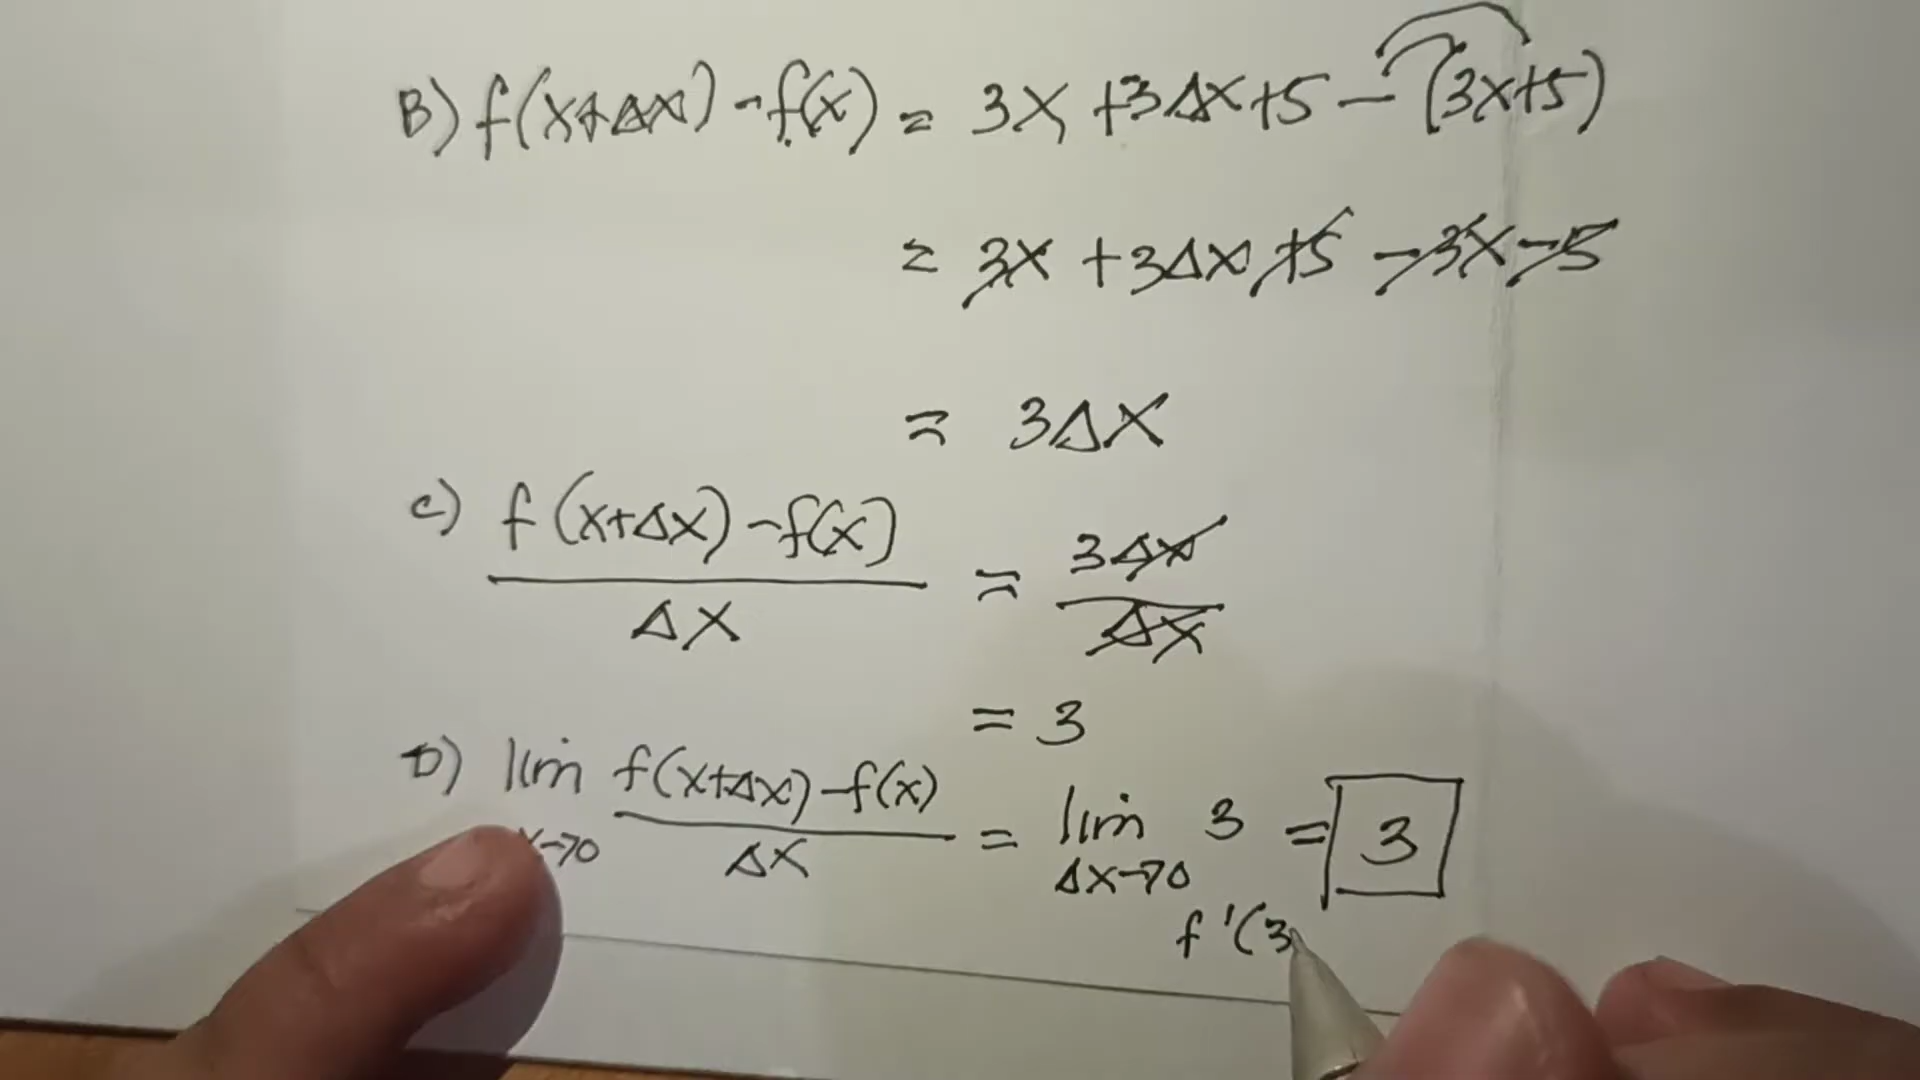 B) f(x+Δx) - f(x) = 3x + 3Δx + 5 - (3x+5)
= 3x + 3Δx + 5 - 3x - 5
= 3Δx
c) f(x+Δx) - f(x) / Δx = 3Δx / Δx
= 3
D) lim x→0 f(x+Δx) - f(x) / Δx = lim Δx→0 3 = 3
f'(3